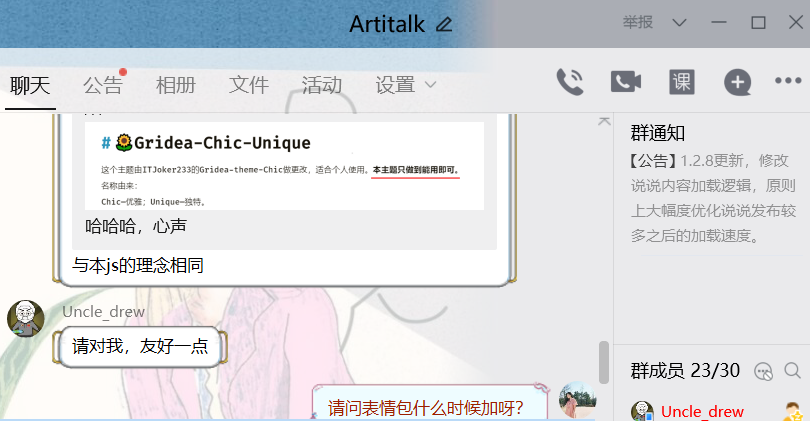 Artitalk
举报
聊天 公告 相册 文件 活动 设置
课
# Gridea-Chic-Unique
这个主题由ITJoker233的Gridea-theme-Chic做更改，适合个人使用。本主题只做到能用即可。
名称由来：
Chic—优雅；Unique—独特。
哈哈哈，心声
与本js的理念相同
Uncle_drew
请对我，友好一点
请问表情包什么时候加呀？
群通知
【公告】1.2.8更新，修改
说说内容加载逻辑，原则
上大幅度优化说说发布较
多之后的加载速度。
群成员 23/30
Uncle_drew